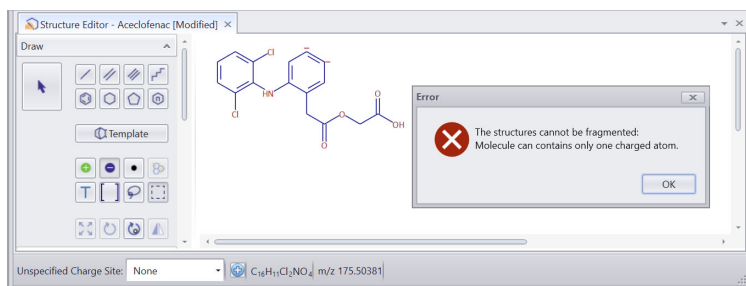 Structure Editor - Aceclofenac [Modified]
Draw
Template
T
Cl
HN
Cl
O
O
O
OH
Error
The structures cannot be fragmented:
Molecule can contains only one charged atom.
OK
Unspecified Charge Site: None
C₁₆H₁₁Cl₂NO₄ m/z 175.50381